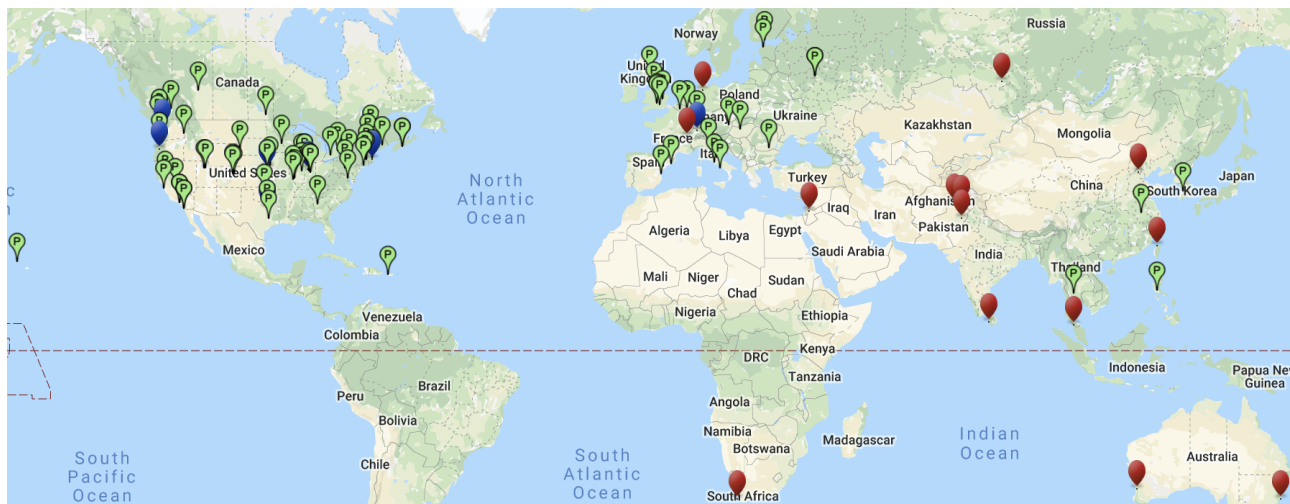 Russia
Norway
Canada
United
Kingdom
Poland
Ukraine
Kazakhstan
Mongolia
France
Spain
Turkey
China
South Korea
Japan
United States
North
Atlantic
Ocean
Afghanistan
Iraq
Iran
Pakistan
Algeria
Libya
Egypt
Saudi Arabia
India
Mexico
Mali
Niger
Chad
Sudan
Thailand
Venezuela
Nigeria
Ethiopia
Colombia
DRC
Kenya
Indonesia
Papua New
Guinea
Brazil
Tanzania
Peru
Angola
Bolivia
Namibia
Madagascar
Botswana
Indian
Ocean
Australia
South
Pacific
Ocean
Chile
South
Atlantic
Ocean
South Africa